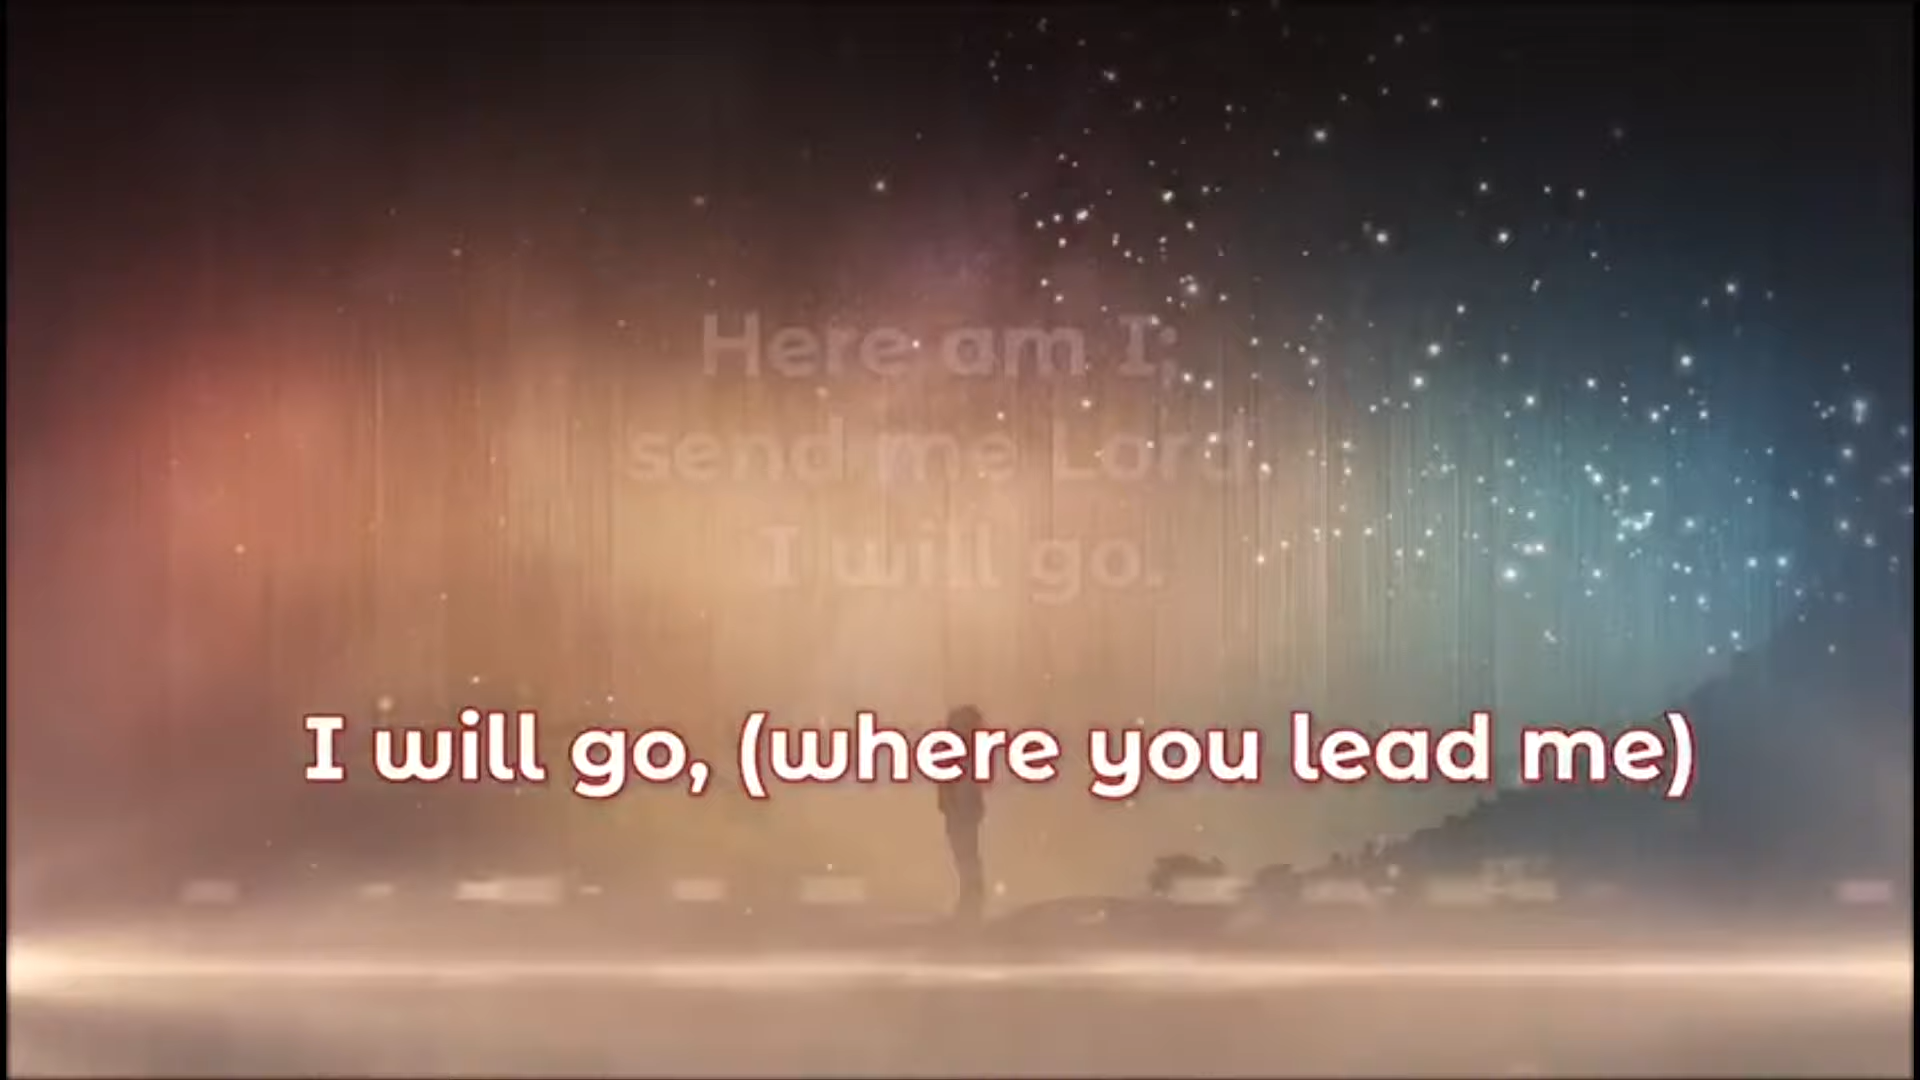 Here am I;
send me Lord.
I will go.
I will go, (where you lead me)